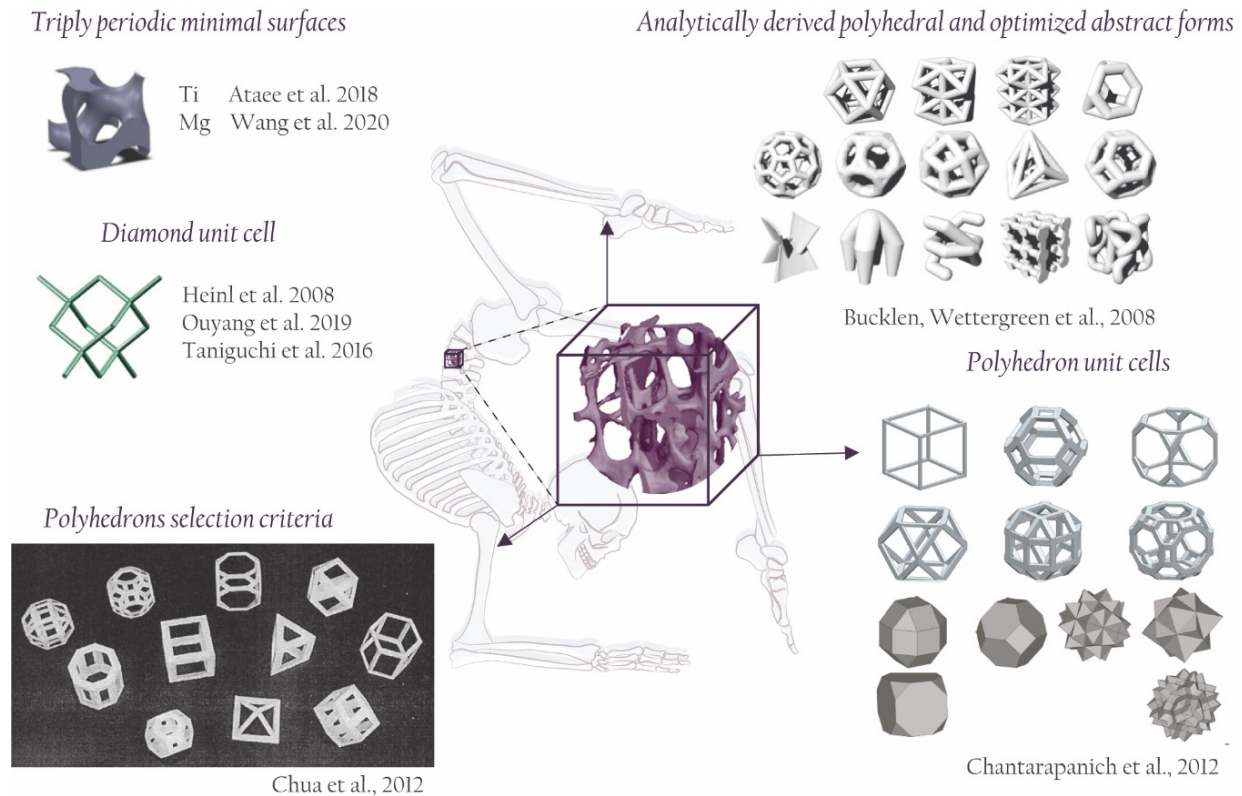 Triply periodic minimal surfaces
Ti Ataee et al. 2018
Mg Wang et al. 2020
Diamond unit cell
Heinl et al. 2008
Ouyang et al. 2019
Taniguchi et al. 2016
Polyhedrons selection criteria
Chua et al., 2012
Analytically derived polyhedral and optimized abstract forms
Bucklen, Wettergreen et al., 2008
Polyhedron unit cells
Chantarapanich et al., 2012